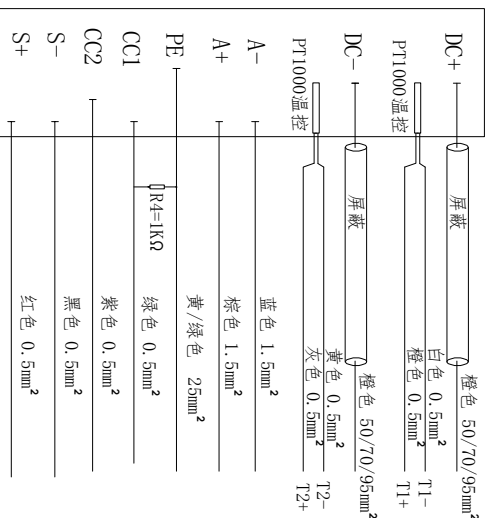 DC+
屏蔽
橙色 50/70/95mm²
PT1000温控
白色 0.5mm²
T1-
橙色 0.5mm²
T1+
DC-
屏蔽
橙色 50/70/95mm²
PT1000温控
黄色 0.5mm²
T2-
灰色 0.5mm²
T2+
A-
蓝色 1.5mm²
A+
棕色 1.5mm²
PE
黄/绿色 25mm²
R4=1KΩ
CC1
绿色 0.5mm²
CC2
紫色 0.5mm²
S-
黑色 0.5mm²
S+
红色 0.5mm²